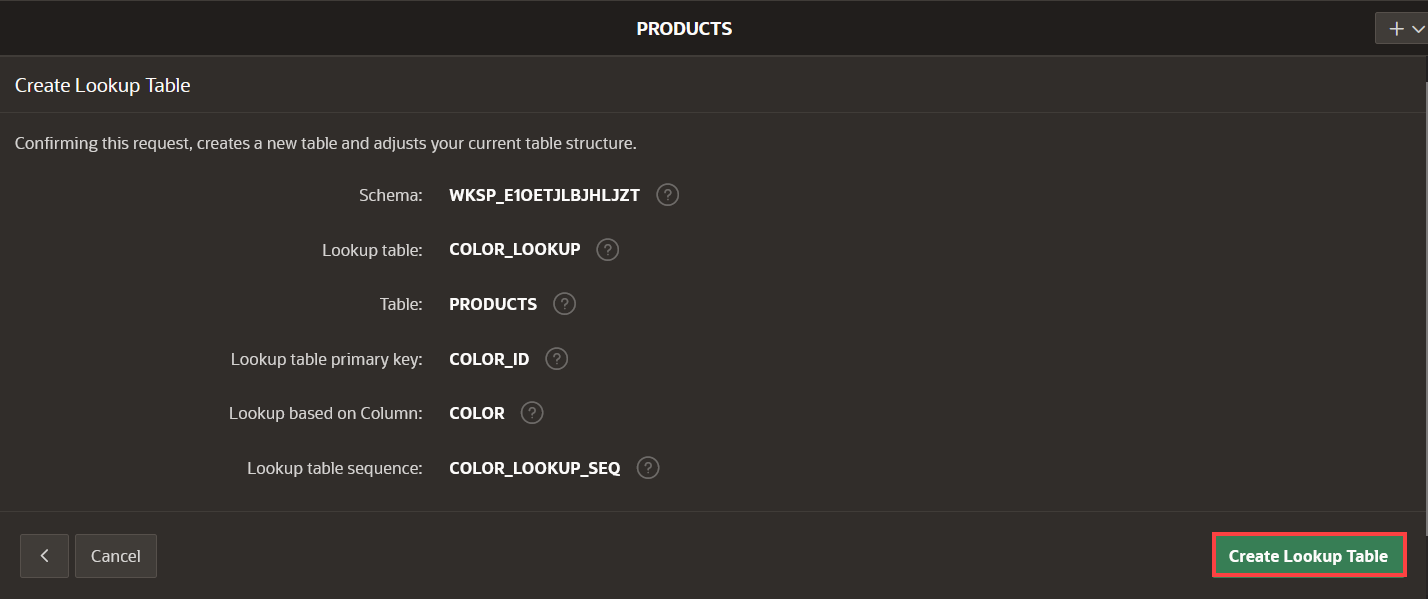 PRODUCTS
Create Lookup Table
Confirming this request, creates a new table and adjusts your current table structure.
Schema: WKSP_E1OETJLBJHLJZT ?
Lookup table: COLOR_LOOKUP ?
Table: PRODUCTS ?
Lookup table primary key: COLOR_ID ?
Lookup based on Column: COLOR ?
Lookup table sequence: COLOR_LOOKUP_SEQ ?
Cancel Create Lookup Table